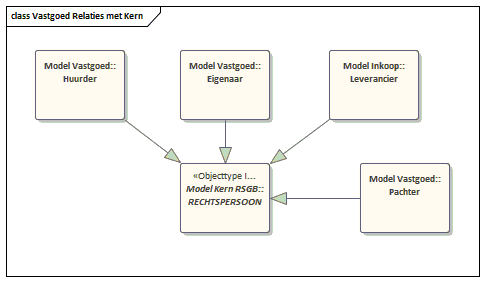 class Vastgoed Relaties met Kern
Model Vastgoed::
Huurder
Model Vastgoed::
Eigenaar
Model Inkoop::
Leverancier
«Objecttype I...
Model Kern RSGB::
RECHTSPERSOON
Model Vastgoed::
Pachter